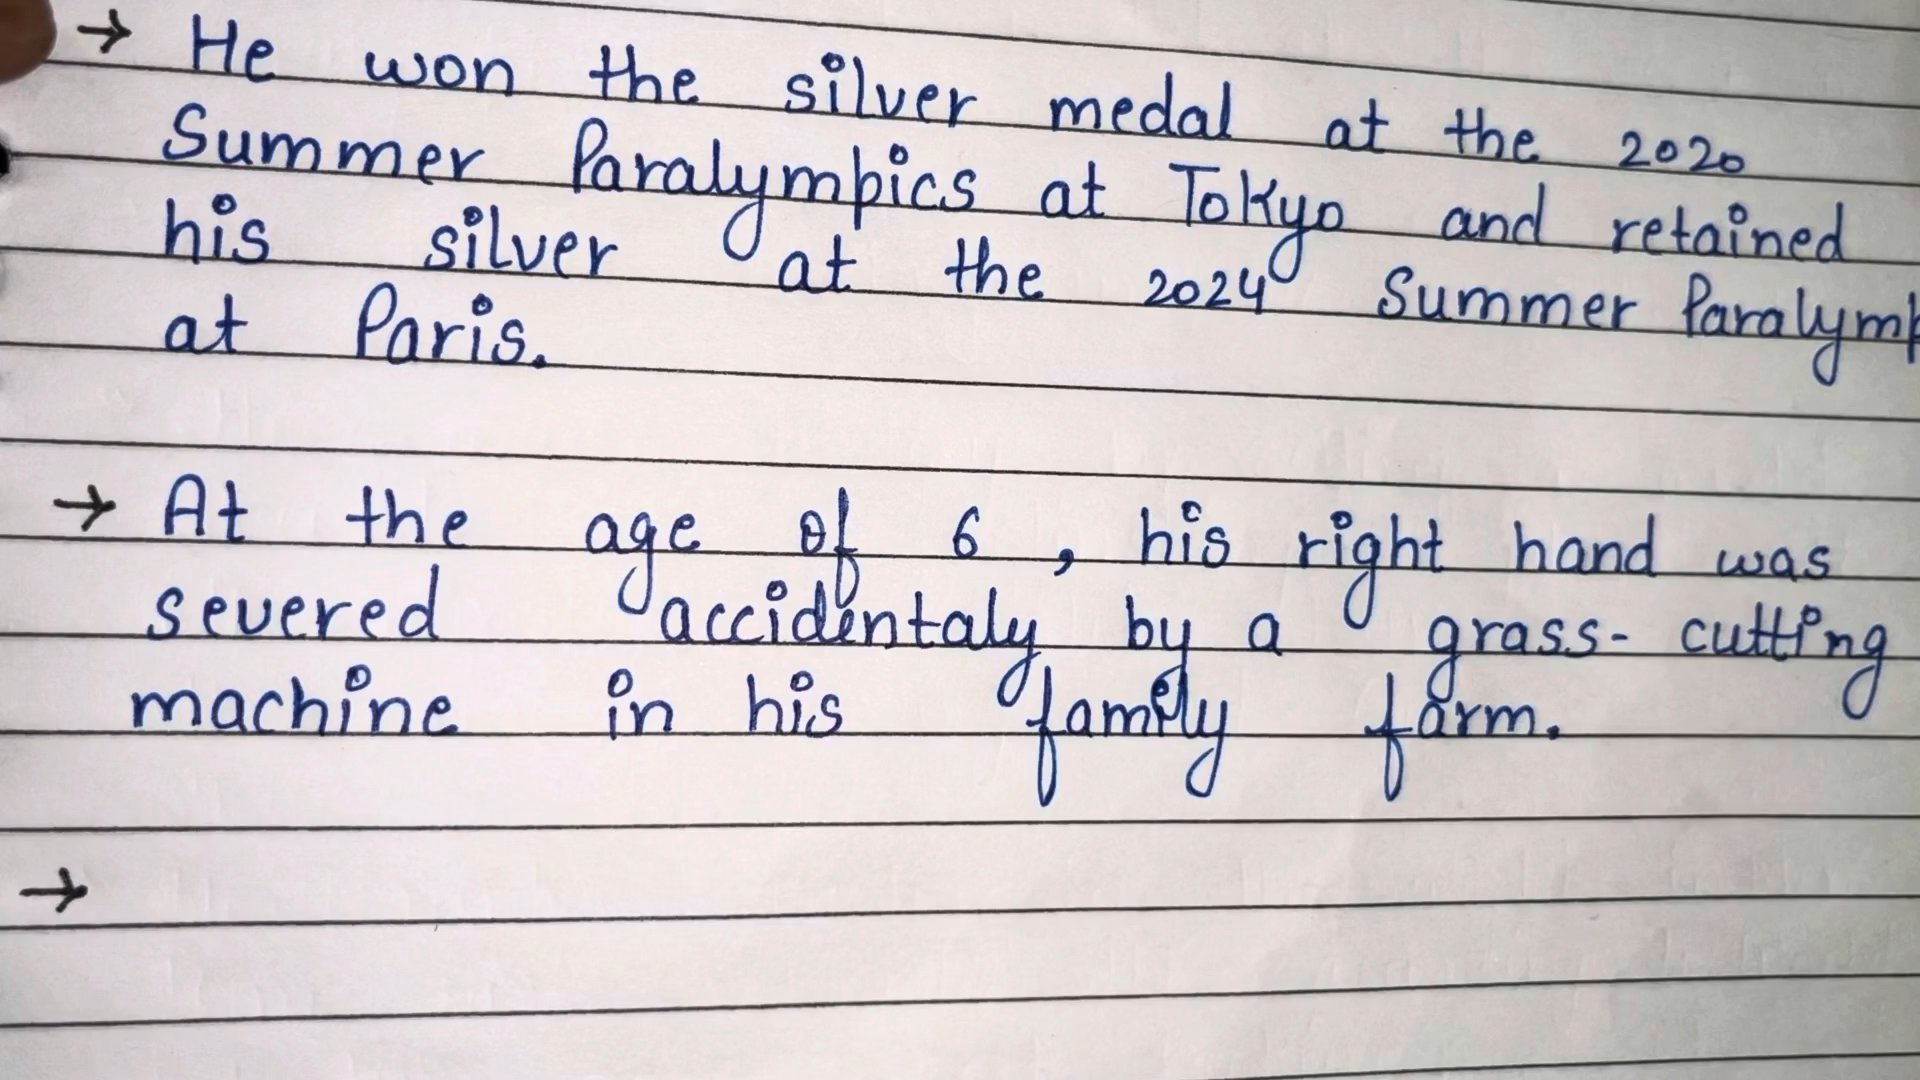 → He won the silver medal at the 2020
Summer Paralympics at Tokyo and retained
his silver at the 2024 Summer Paralymp
at Paris.
→ At the age of 6, his right hand was
severed accidentaly by a grass-cutting
machine in his family farm.
→